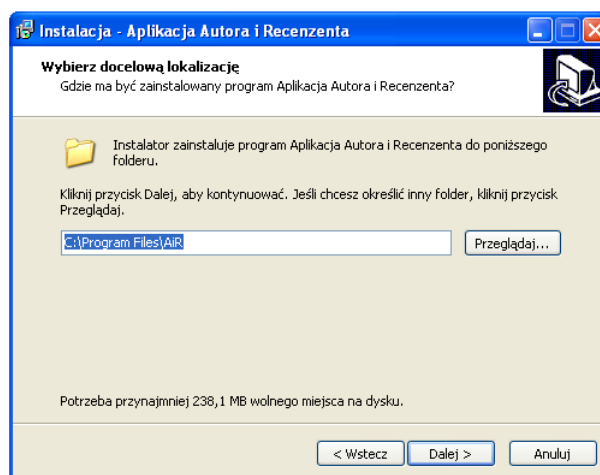 Instalacja - Aplikacja Autora i Recenzenta
Wybierz docelową lokalizację
Gdzie ma być zainstalowany program Aplikacja Autora i Recenzenta?
Instalator zainstaluje program Aplikacja Autora i Recenzenta do poniższego
folderu.
Kliknij przycisk Dalej, aby kontynuować. Jeśli chcesz określić inny folder, kliknij przycisk
Przeglądaj.
C:\Program Files\AiR
Przeglądaj...
Potrzeba przynajmniej 238,1 MB wolnego miejsca na dysku.
< Wstecz
Dalej >
Anuluj